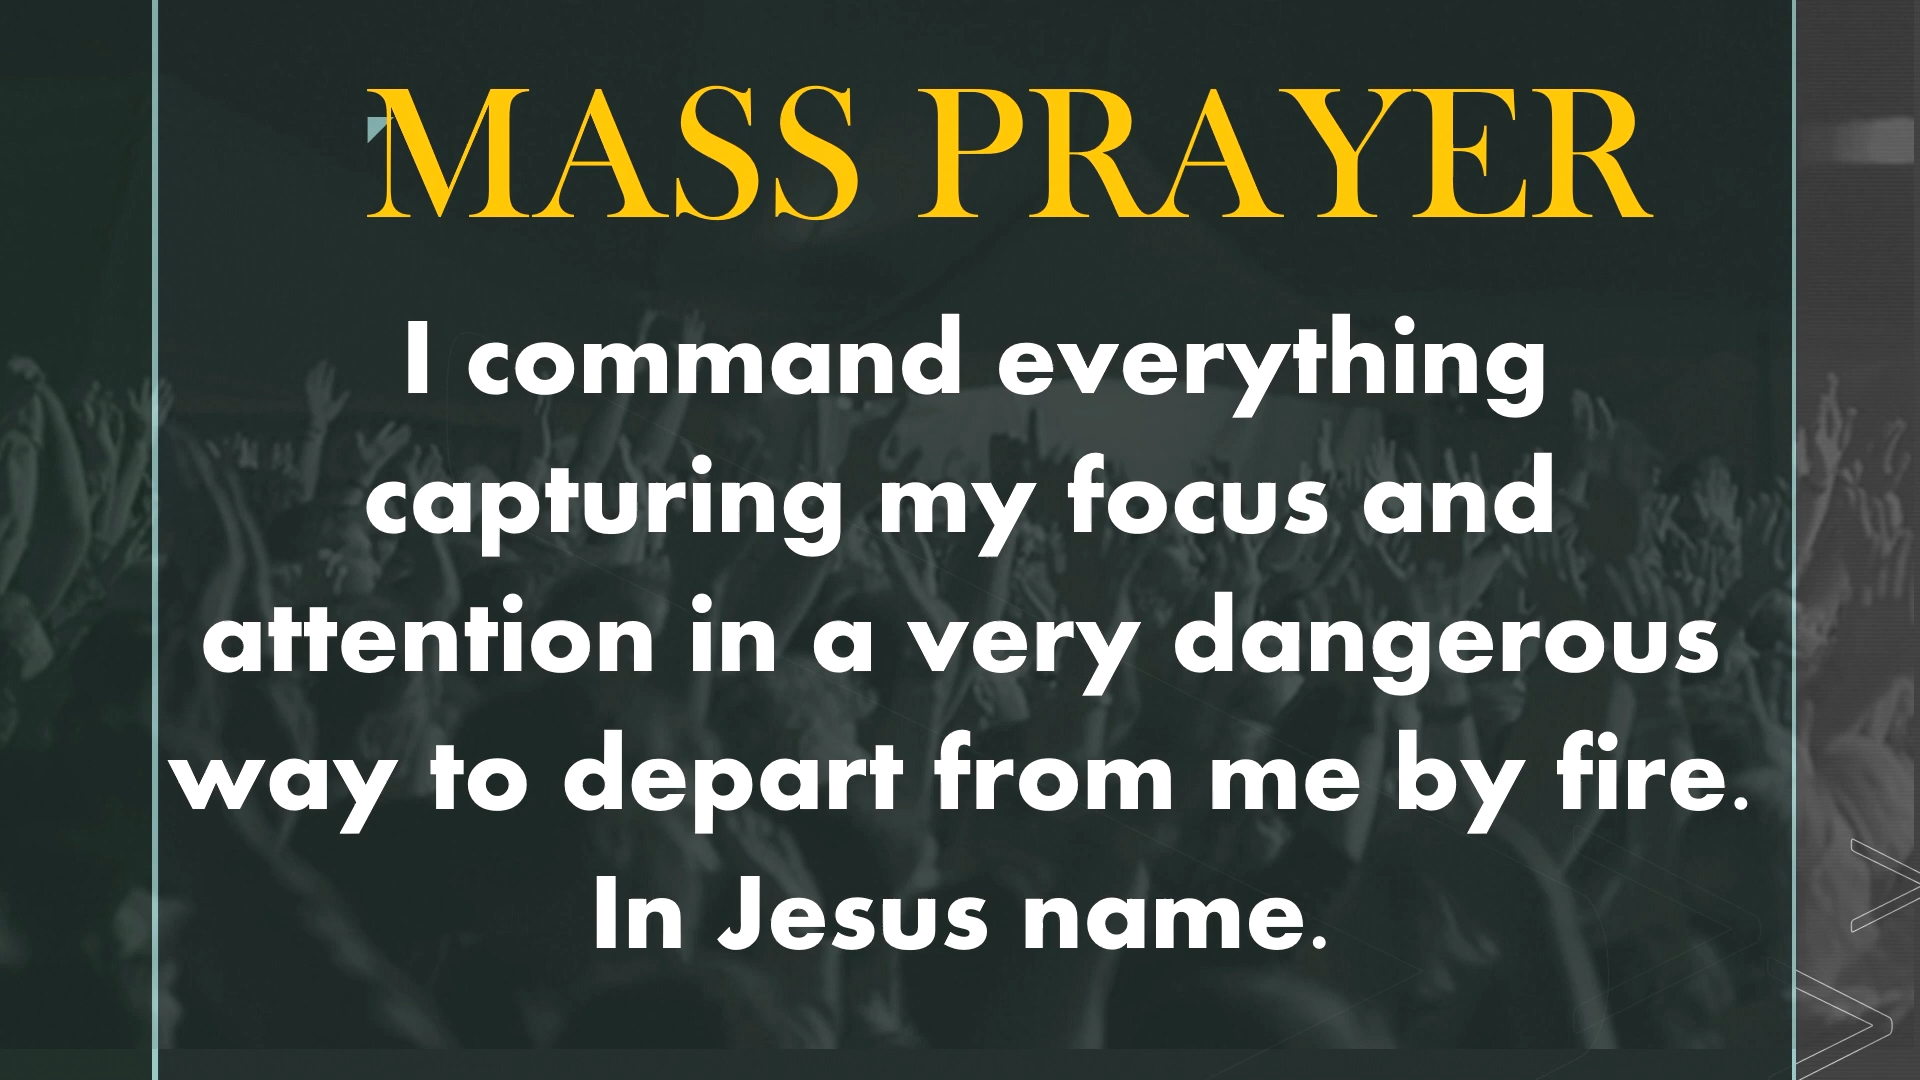 MASS PRAYER
I command everything
capturing my focus and
attention in a very dangerous
way to depart from me by fire.
In Jesus name.